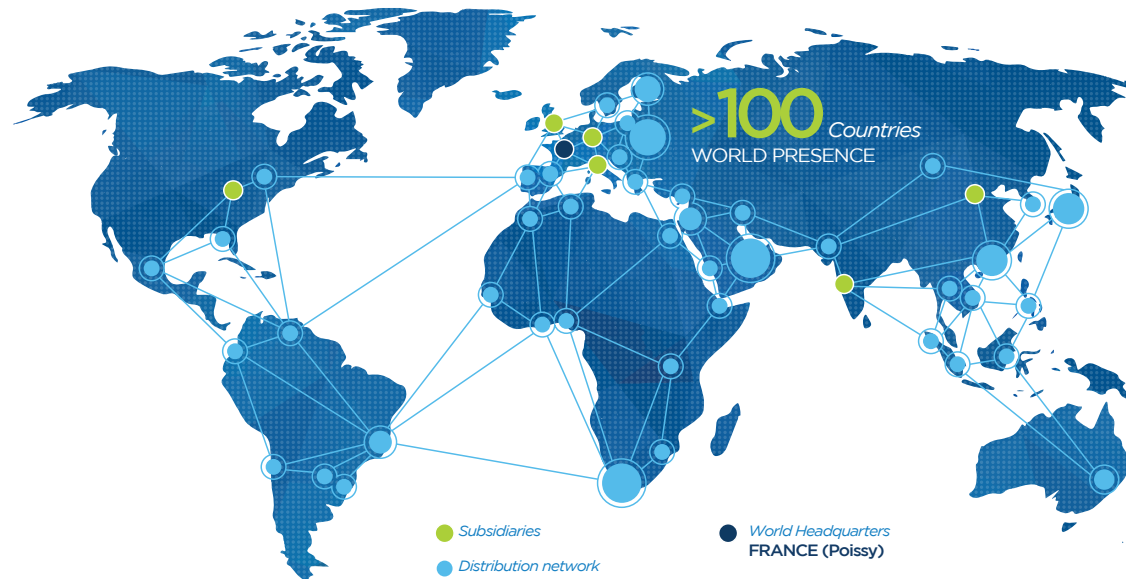 >100 Countries
WORLD PRESENCE
Subsidiaries
Distribution network
World Headquarters
FRANCE (Poissy)